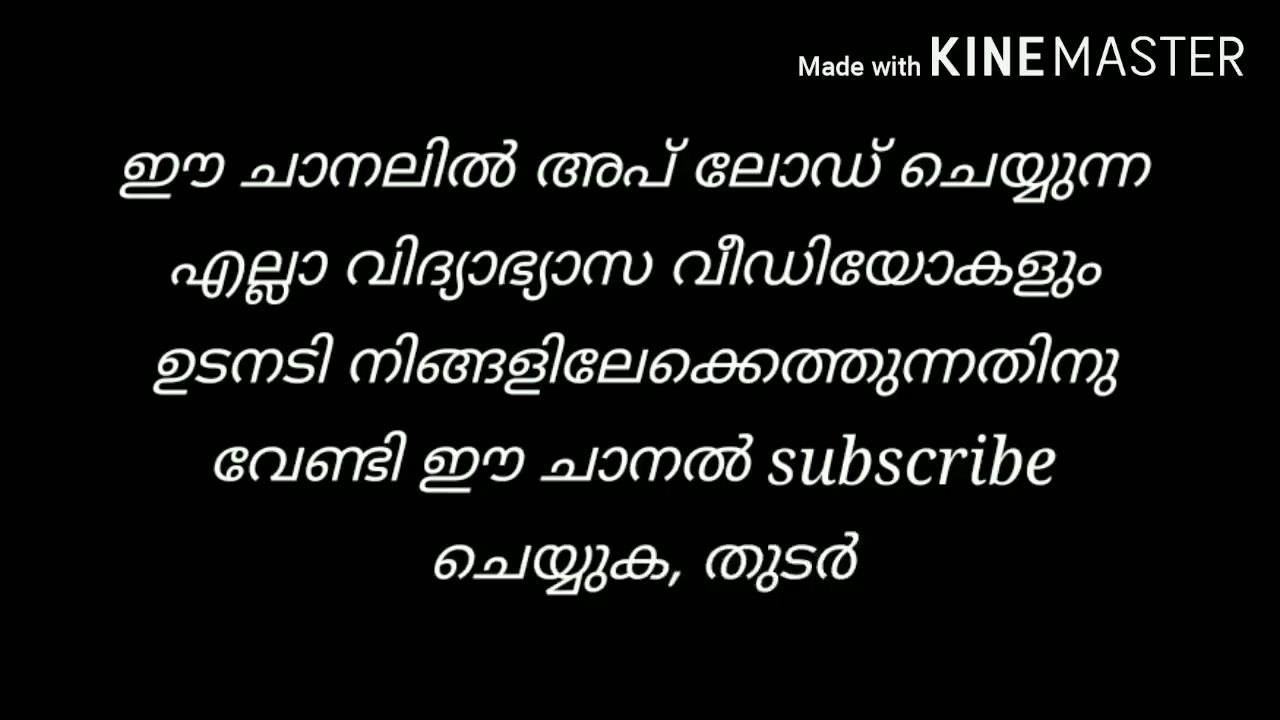 Made with KINEMASTER
ഈ ചാനലിൽ അപ് ലോഡ് ചെയ്യുന്ന
എല്ലാ വിദ്യാഭ്യാസ വീഡിയോകളും
ഉടനടി നിങ്ങളിലേക്കെത്തുന്നതിനു
വേണ്ടി ഈ ചാനൽ subscribe
ചെയ്യുക, തുടർ